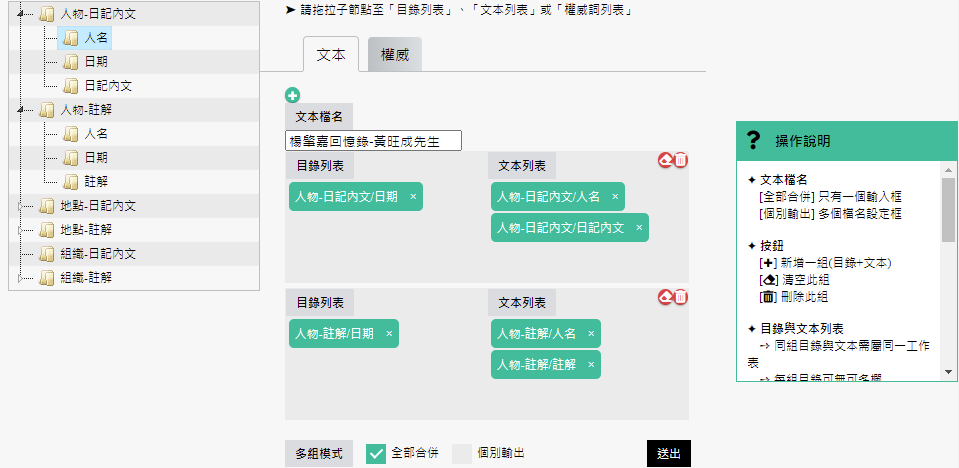 人物-日記內文
人名
日期
日記內文
人物-註解
人名
日期
註解
地點-日記內文
地點-註解
組織-日記內文
組織-註解
➤ 請拖拉子節點至「目錄列表」、「文本列表」或「權威詞列表」
文本
權威
文本檔名
楊肇嘉回憶錄-黃旺成先生
目錄列表
文本列表
人物-日記內文/日期 ×
人物-日記內文/人名 ×
人物-日記內文/日記內文 ×
目錄列表
文本列表
人物-註解/日期 ×
人物-註解/人名 ×
人物-註解/註解 ×
多組模式
全部合併
個別輸出
送出
? 操作說明
✦ 文本檔名
[全部合併] 只有一個輸入框
[個別輸出] 多個檔名設定框
✦ 按鈕
[✚] 新增一組(目錄+文本)
[] 清空此組
[] 刪除此組
✦ 目錄與文本列表
➺ 同組目錄與文本需屬同一工作
表
➺ 每組目錄可無可多欄